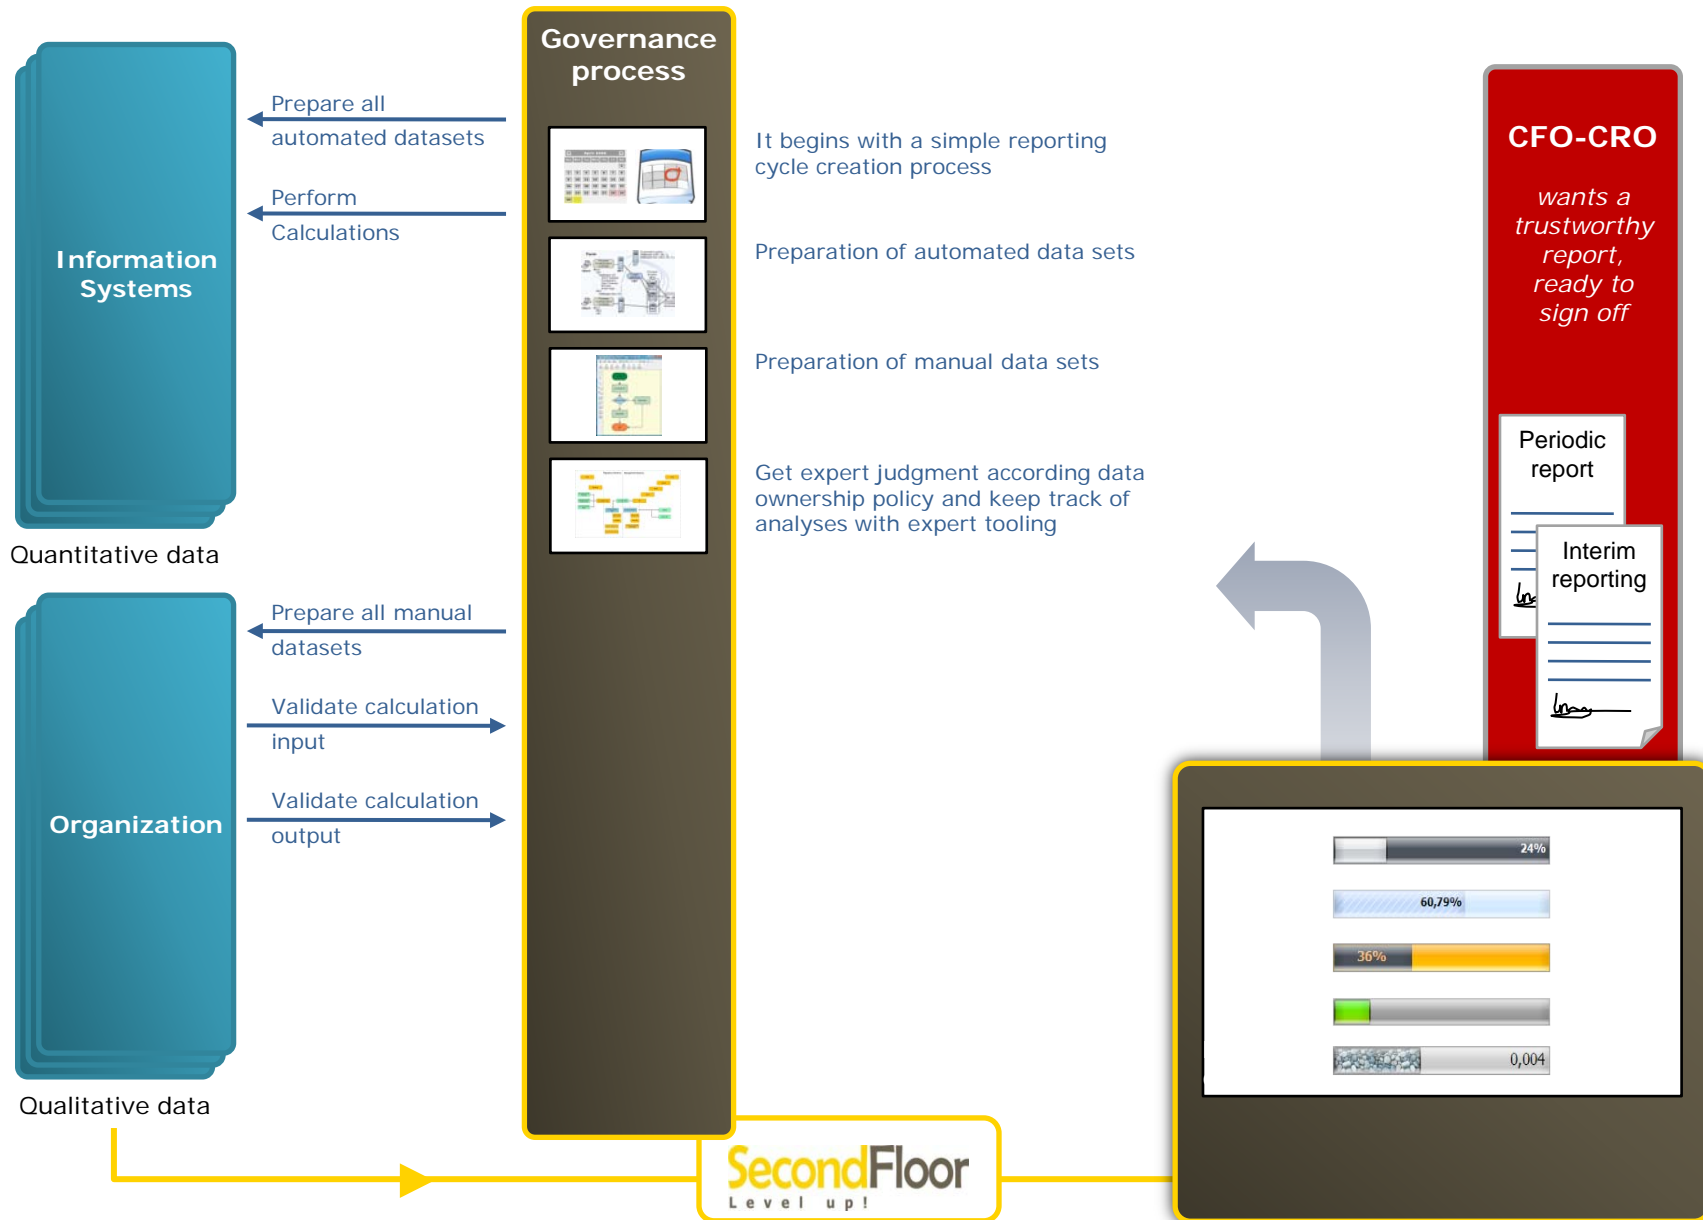 Governance
process
Prepare all
automated datasets
Perform
Calculations
Information
Systems
Quantitative data
It begins with a simple reporting
cycle creation process
Preparation of automated data sets
Preparation of manual data sets
Get expert judgment according data
ownership policy and keep track of
analyses with expert tooling
CFO-CRO
wants a
trustworthy
report,
ready to
sign off
Periodic
report
Interim
reporting
Prepare all manual
datasets
Validate calculation
input
Validate calculation
output
Organization
Qualitative data
24%
60,79%
36%
0,004
SecondFloor
Level up!